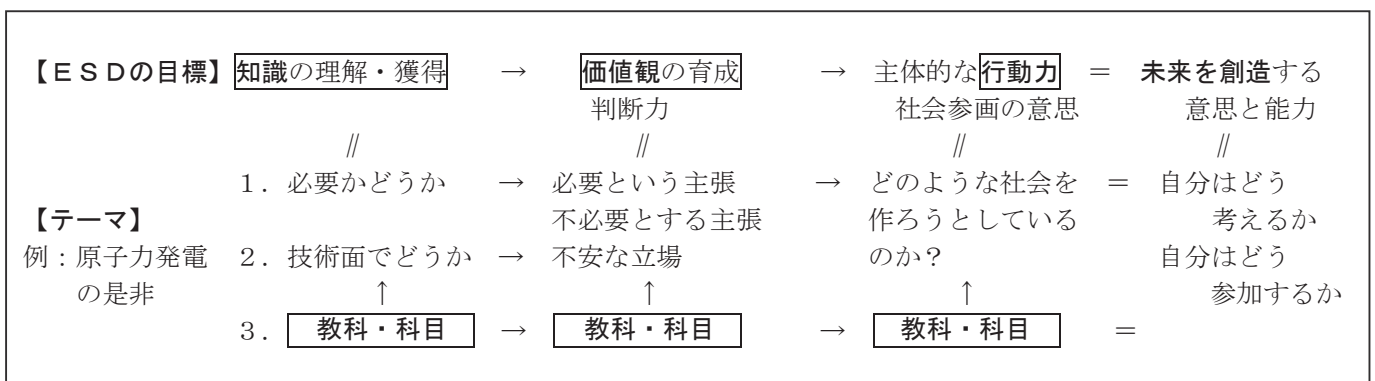 【ESDの目標】知識の理解・獲得 → 価値観の育成 → 主体的な行動力 = 未来を創造する
判断力 社会参画の意思 意思と能力
∥ ∥ ∥ ∥
1.必要かどうか → 必要という主張 → どのような社会を = 自分はどう
【テーマ】 不必要とする主張 作ろうとしている 考えるか
例:原子力発電 2.技術面でどうか → 不安な立場 のか? 自分はどう
の是非 ↑ ↑ ↑ 参加するか
3. 教科・科目 → 教科・科目 → 教科・科目 =